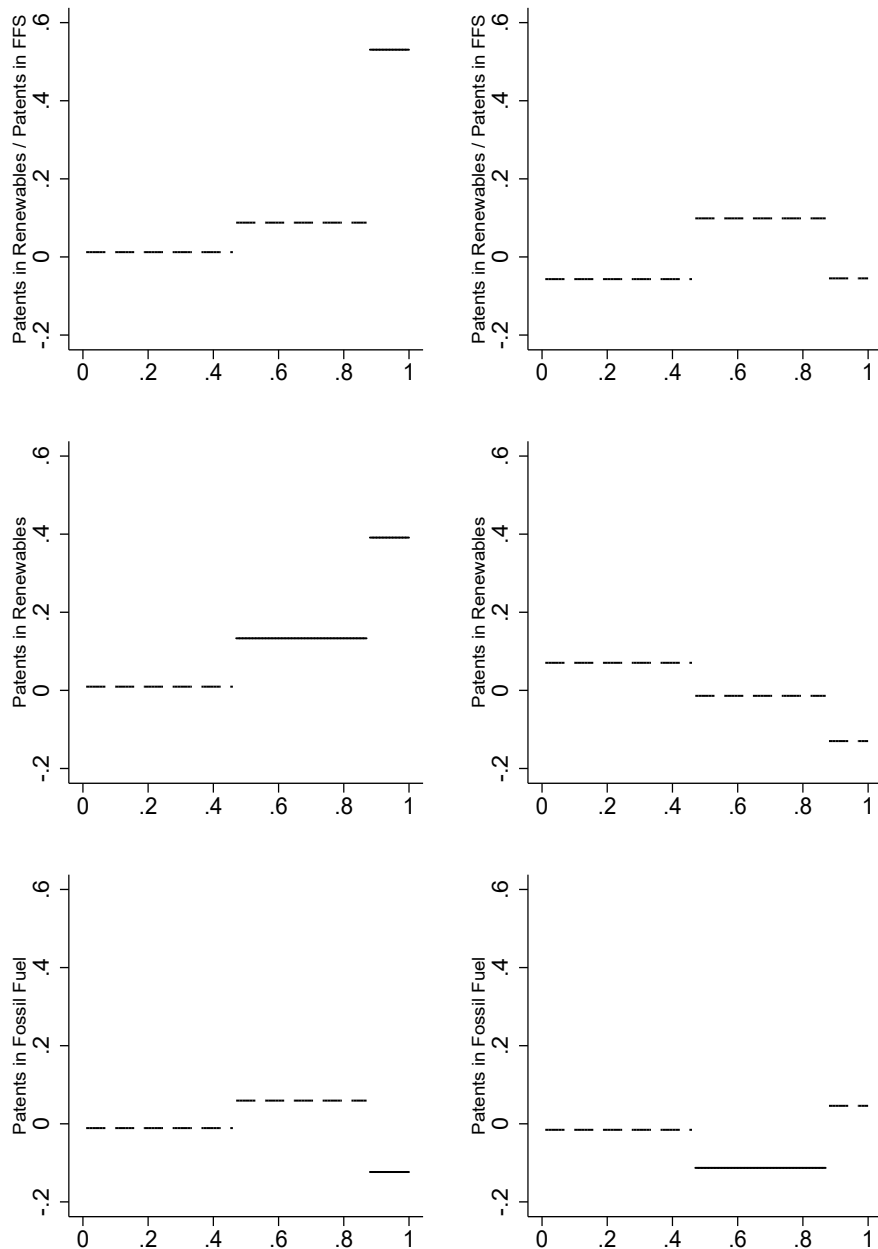 Patents in Renewables / Patents in FFS
.6
.4
.2
0
-.2
0 .2 .4 .6 .8 1
Patents in Renewables / Patents in FFS
.6
.4
.2
0
-.2
0 .2 .4 .6 .8 1
Patents in Renewables
.6
.4
.2
0
-.2
0 .2 .4 .6 .8 1
Patents in Renewables
.6
.4
.2
0
-.2
0 .2 .4 .6 .8 1
Patents in Fossil Fuel
.6
.4
.2
0
-.2
0 .2 .4 .6 .8 1
Patents in Fossil Fuel
.6
.4
.2
0
-.2
0 .2 .4 .6 .8 1